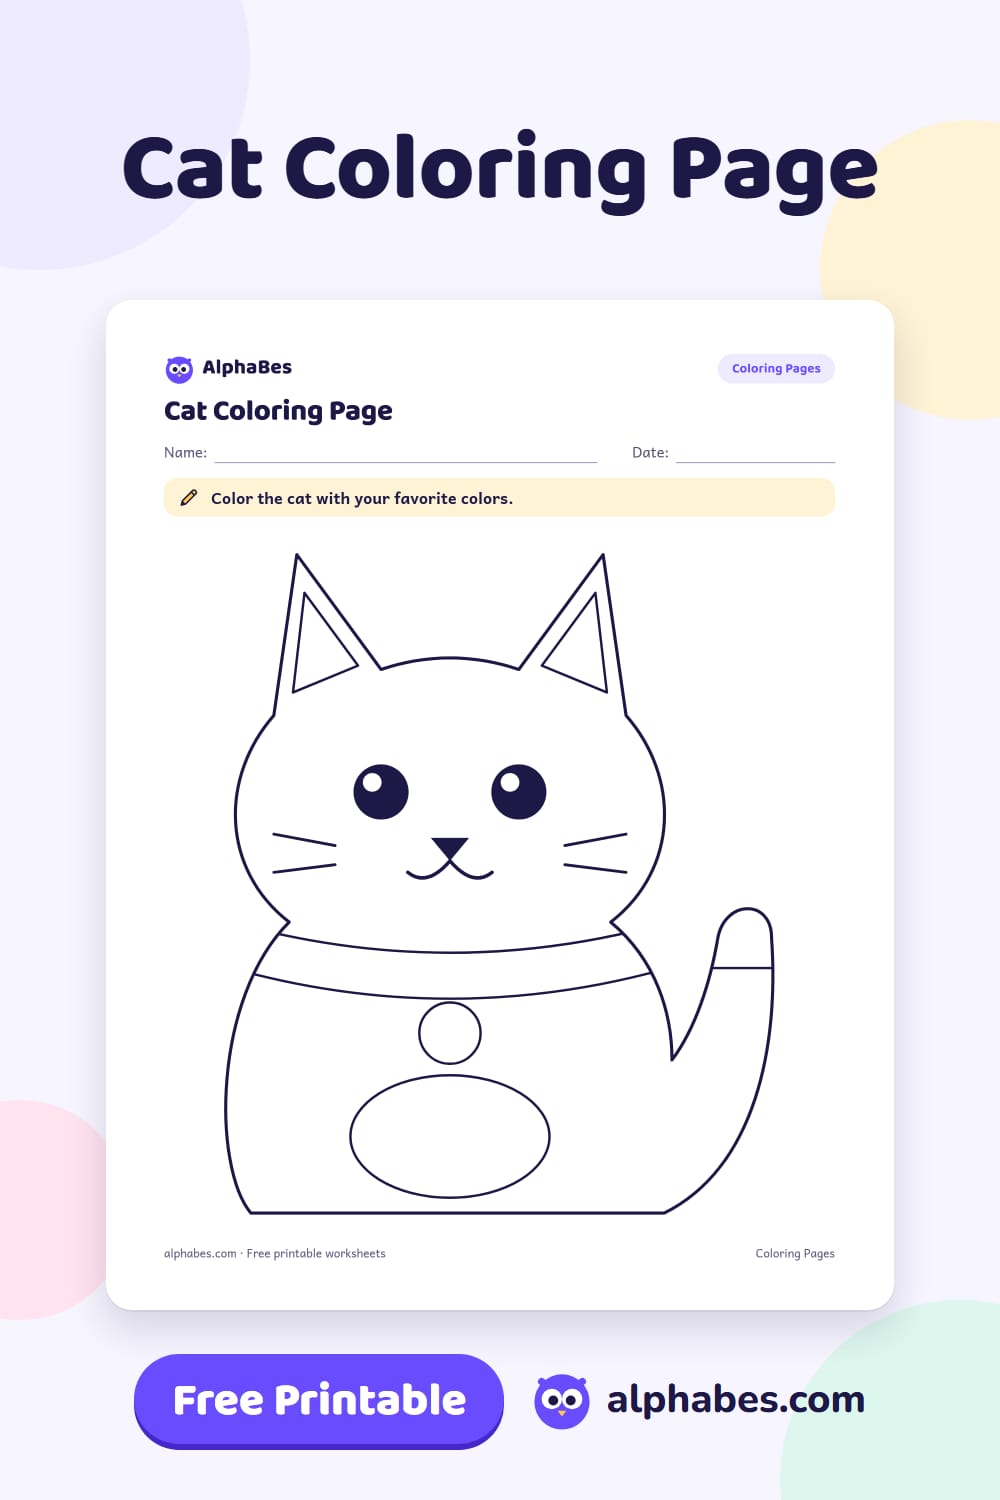 Cat Coloring Page
AlphaBes
Coloring Pages
Cat Coloring Page
Name:
Date:
Color the cat with your favorite colors.
alphabes.com · Free printable worksheets
Coloring Pages
Free Printable
alphabes.com